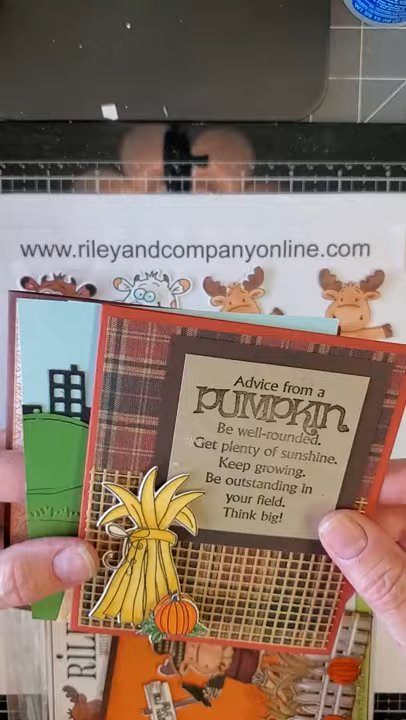 www.rileyandcompanyonline.com
Advice from a
PUMPKIN
Be well-rounded.
Get plenty of sunshine.
Keep growing.
Be outstanding in
your field.
Think big!
RIL